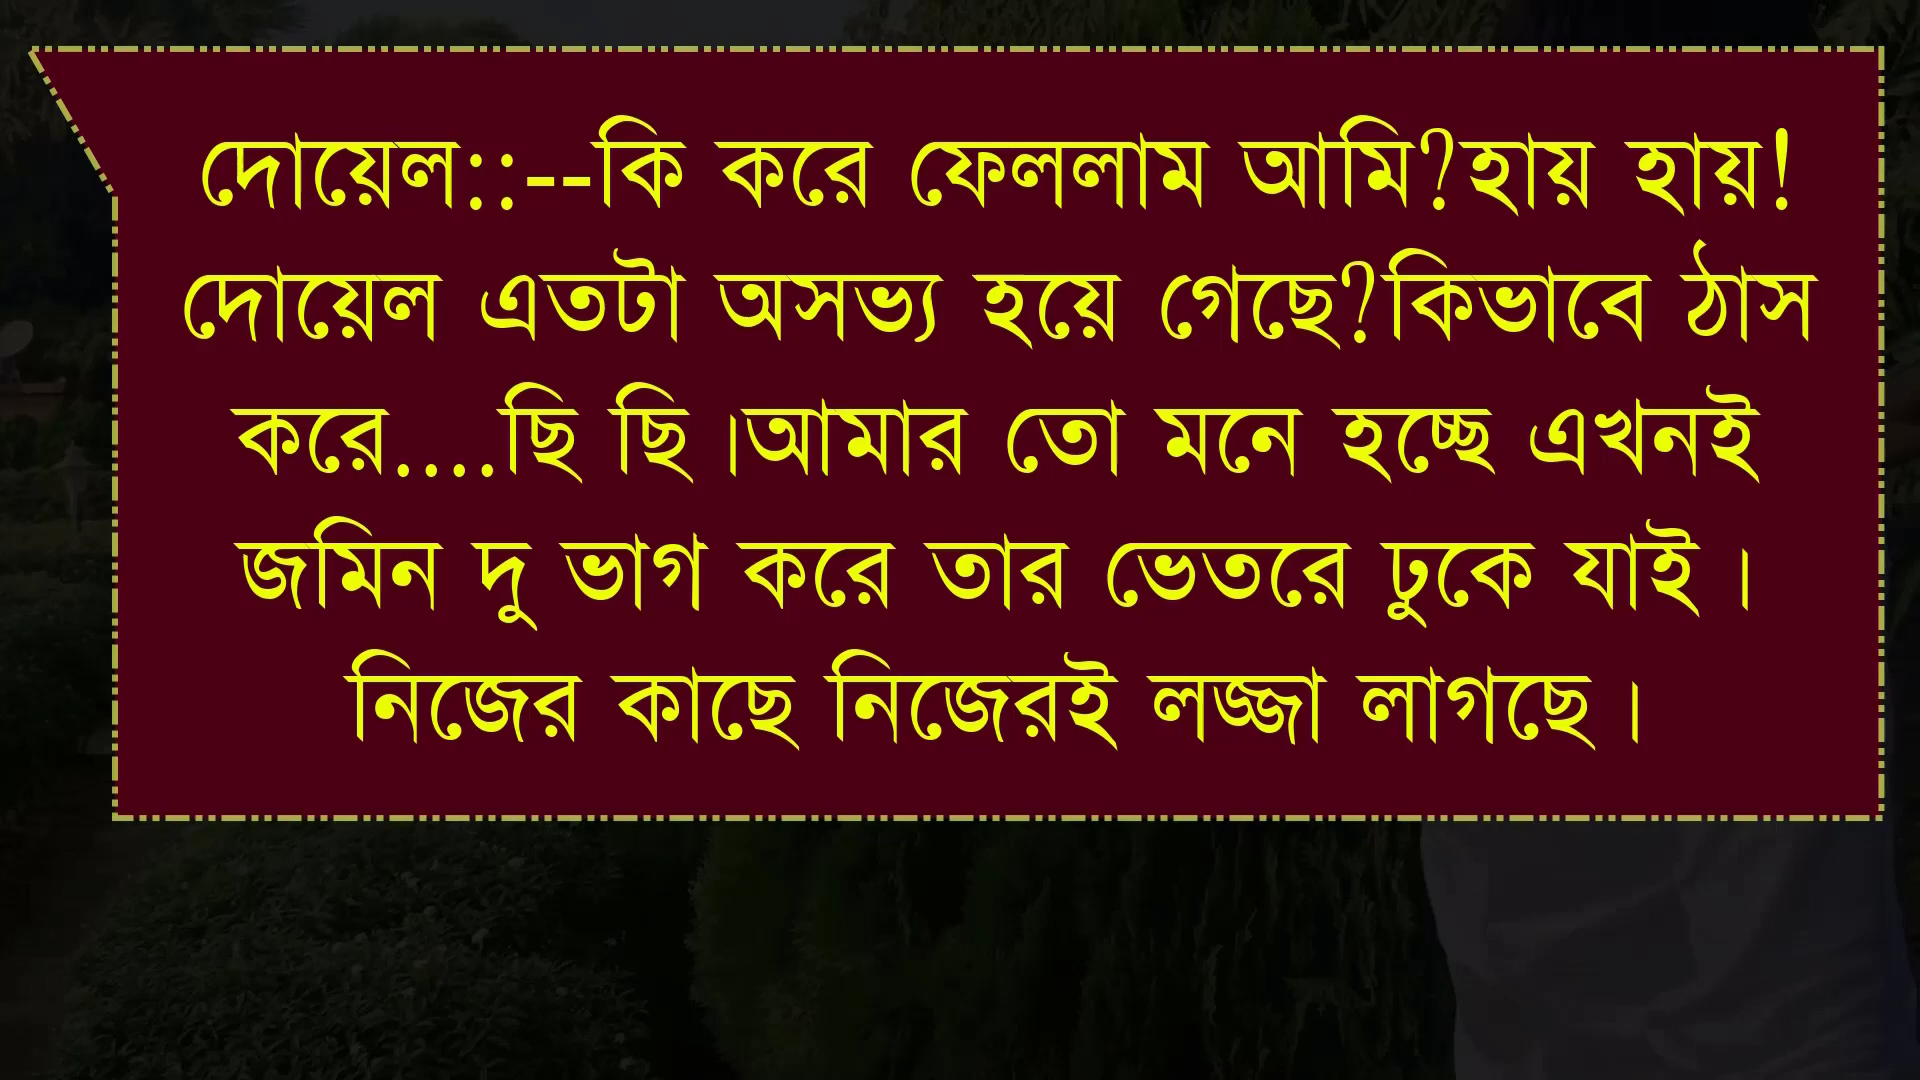 দোয়েল::--কি করে ফেললাম আমি?হায় হায়!
দোয়েল এতটা অসভ্য হয়ে গেছে?কিভাবে ঠাস
করে....ছি ছি।আমার তো মনে হচ্ছে এখনই
জমিন দু ভাগ করে তার ভেতরে ঢুকে যাই।
নিজের কাছে নিজেরই লজ্জা লাগছে।